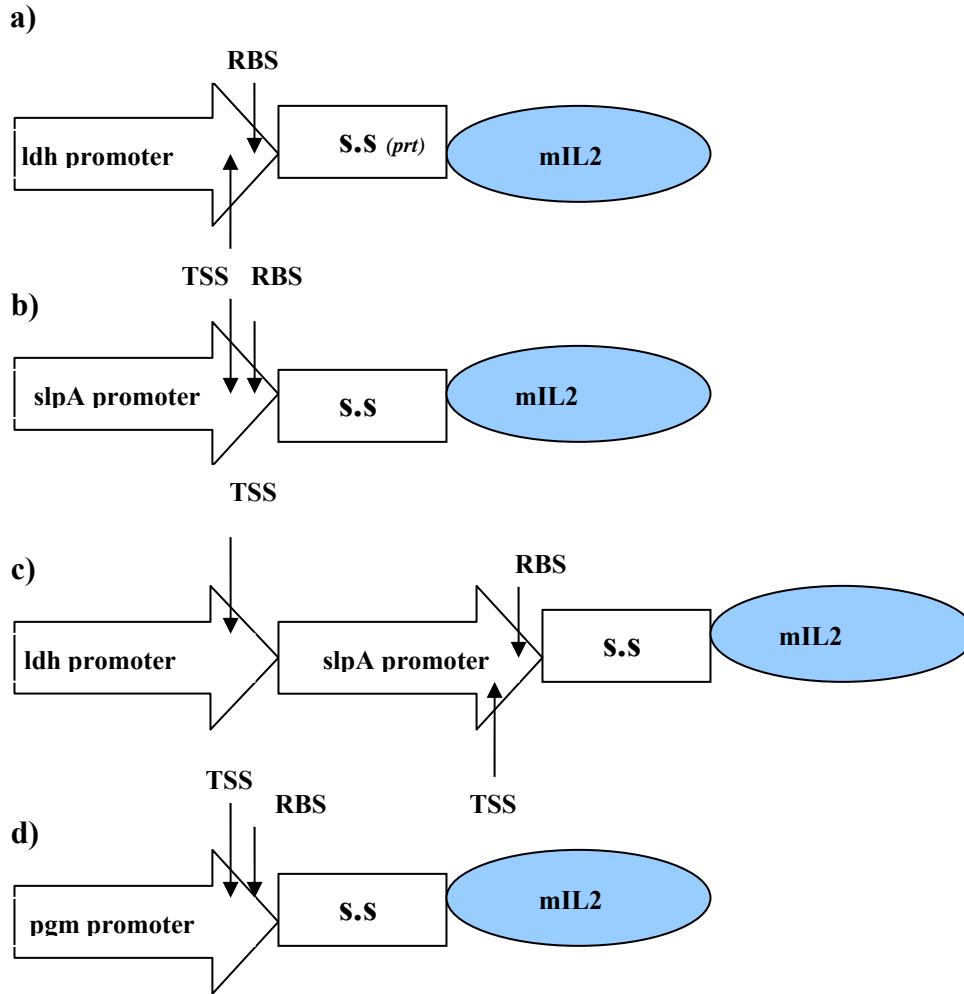 a)
RBS
ldh promoter
s.s (prt)
mIL2
TSS RBS
b)
slpA promoter
s.s
mIL2
TSS
c)
RBS
ldh promoter
slpA promoter
s.s
mIL2
TSS
RBS
TSS
d)
pgm promoter
s.s
mIL2